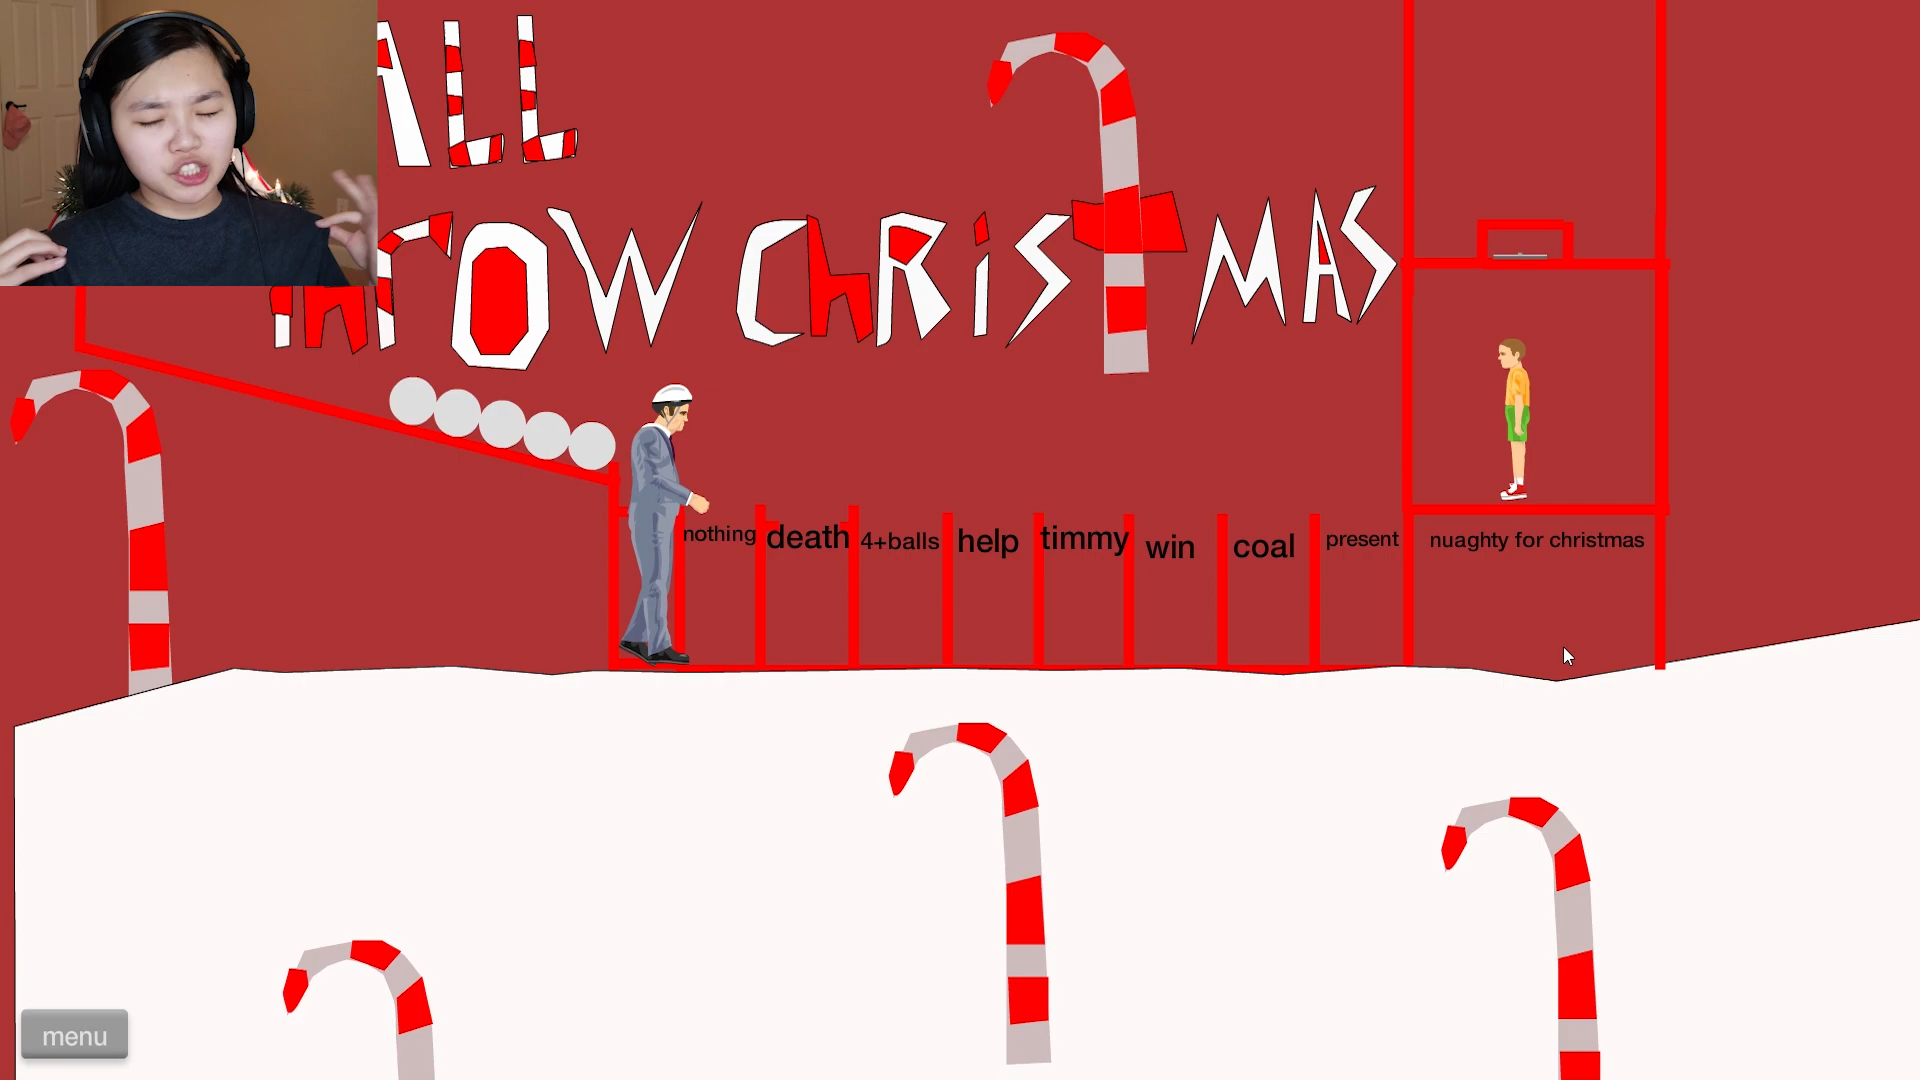 ALL
throw ChRiStMAS
nothing death 4+balls help timmy win coal present nuaghty for christmas
menu